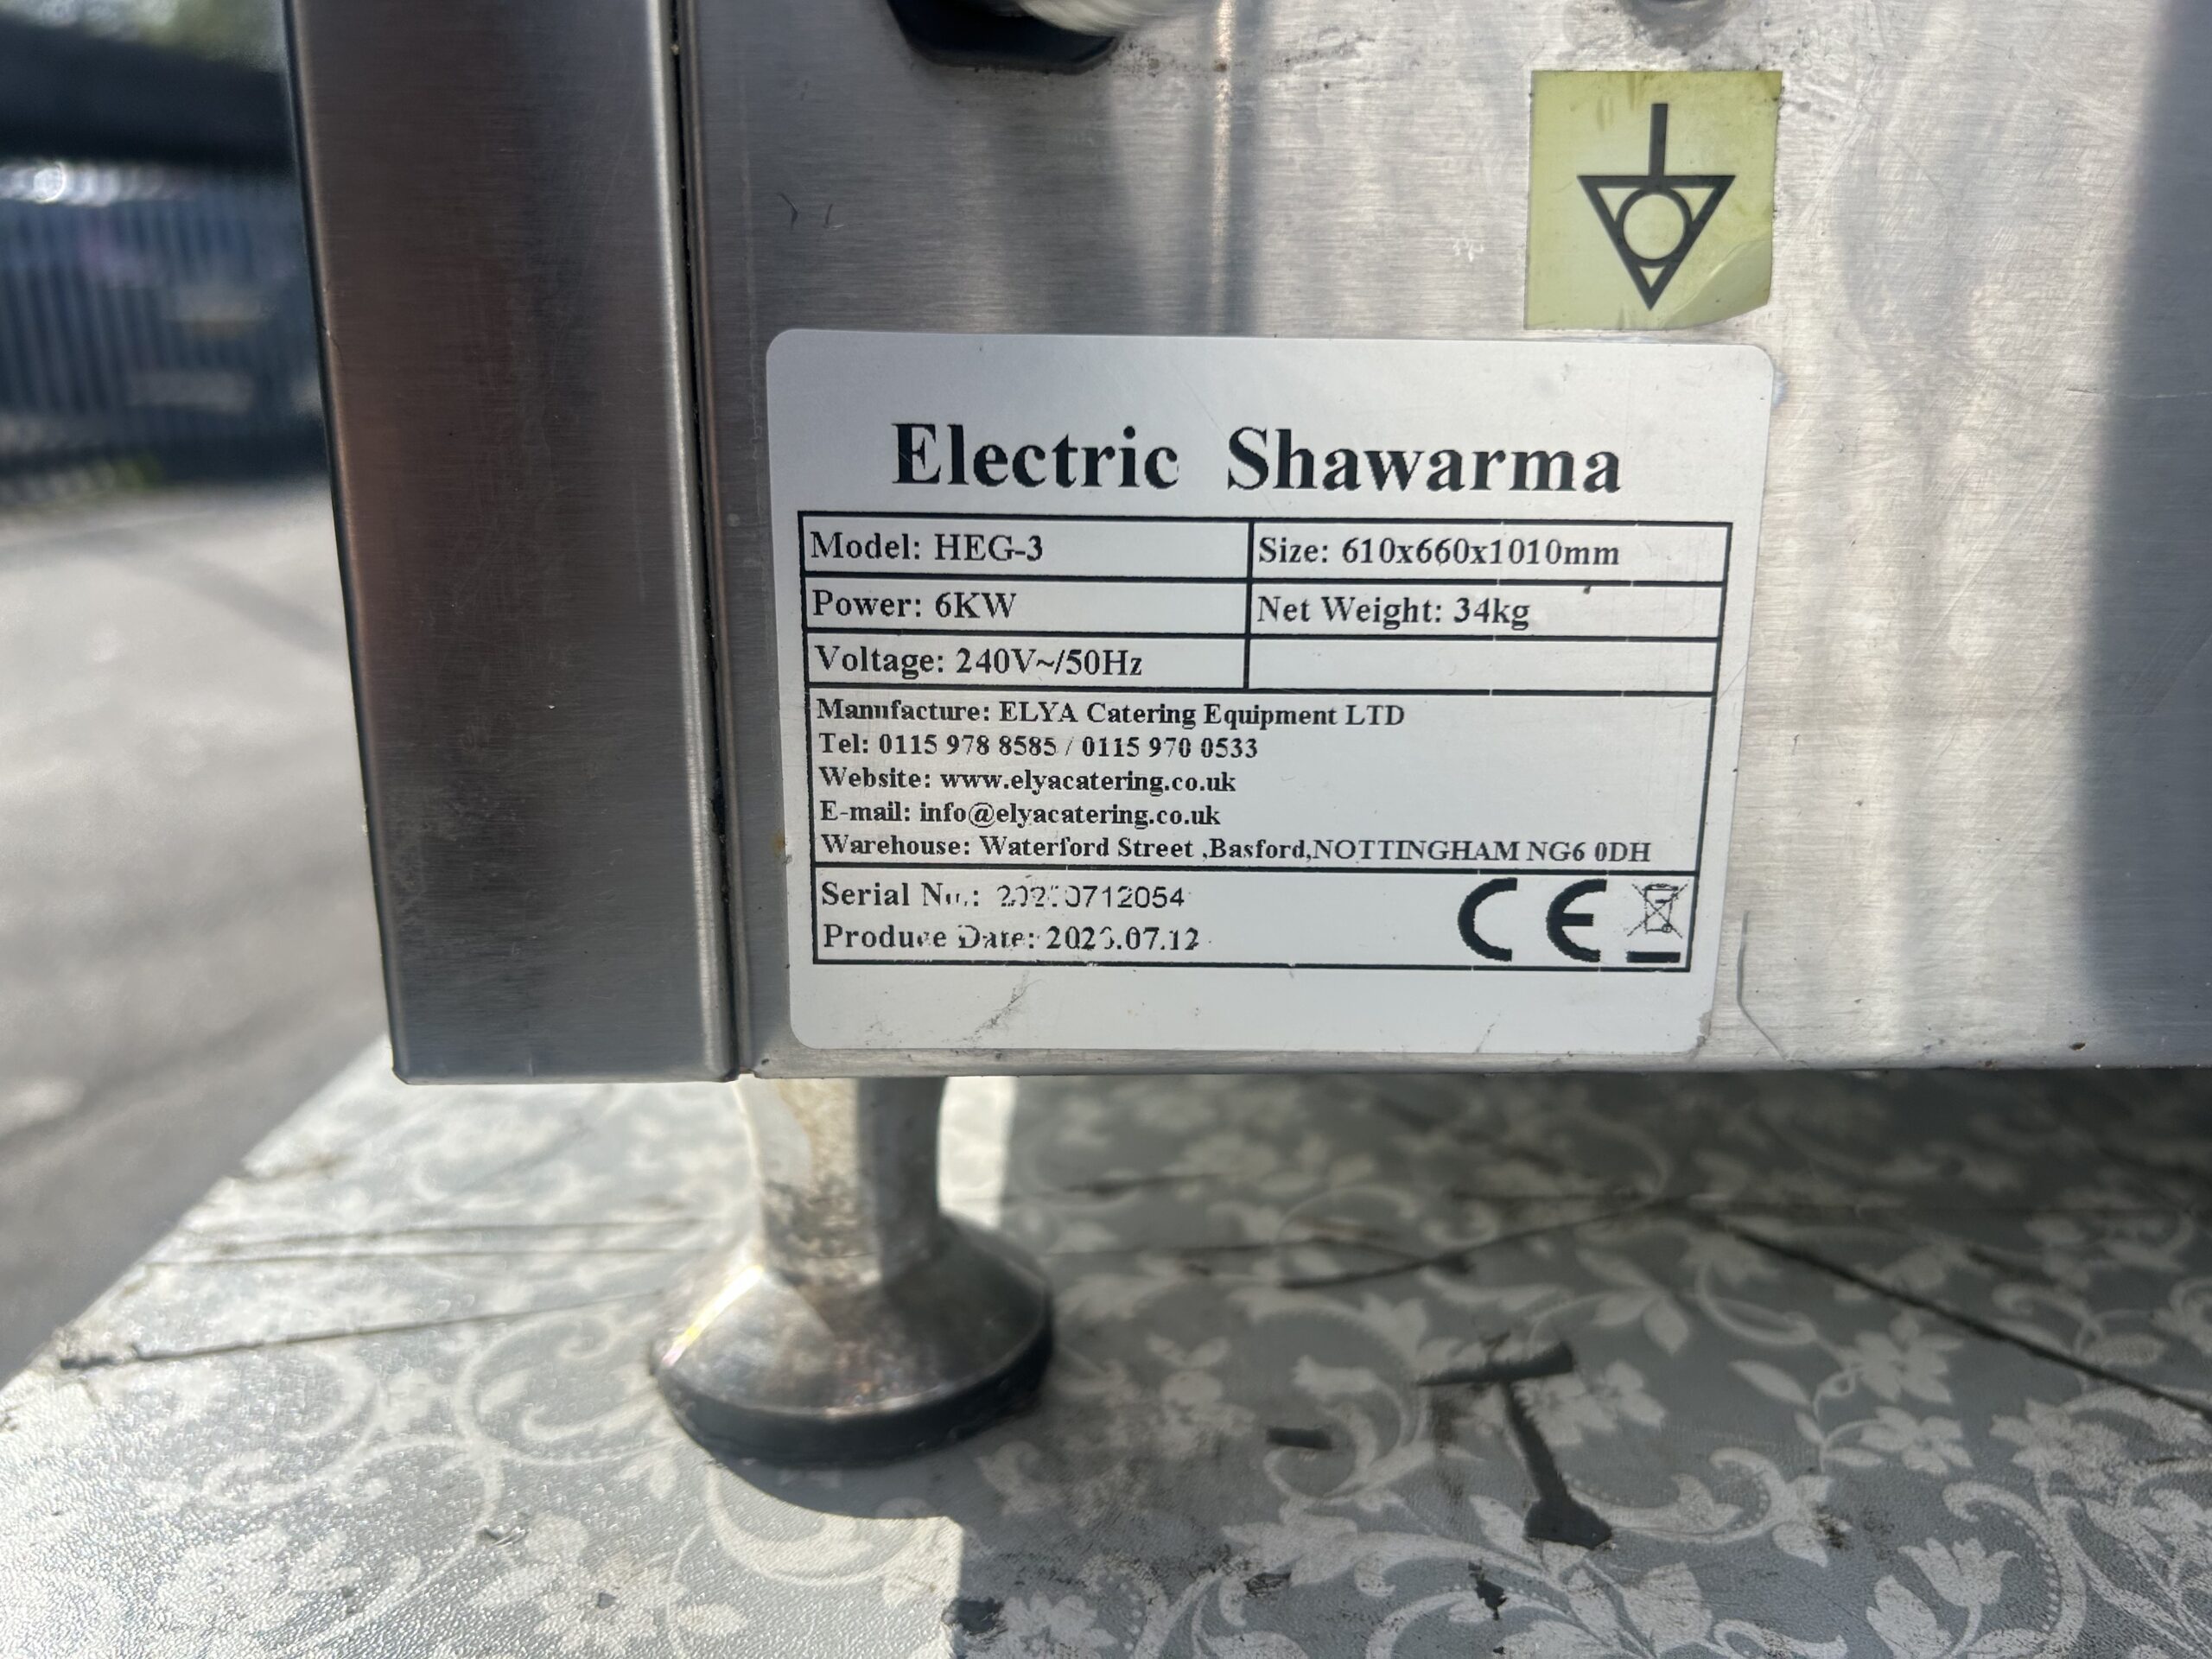 Electric Shawarma
Model: HEG-3
Size: 610x660x1010mm
Power: 6KW
Net Weight: 34kg
Voltage: 240V~/50Hz
Manufacture: ELYA Catering Equipment LTD
Tel: 0115 978 8585 / 0115 970 0533
Website: www.elyacatering.co.uk
E-mail: info@elyacatering.co.uk
Warehouse: Waterford Street ,Basford,NOTTINGHAM NG6 0DH
Serial No.:
Produce Date:
CE